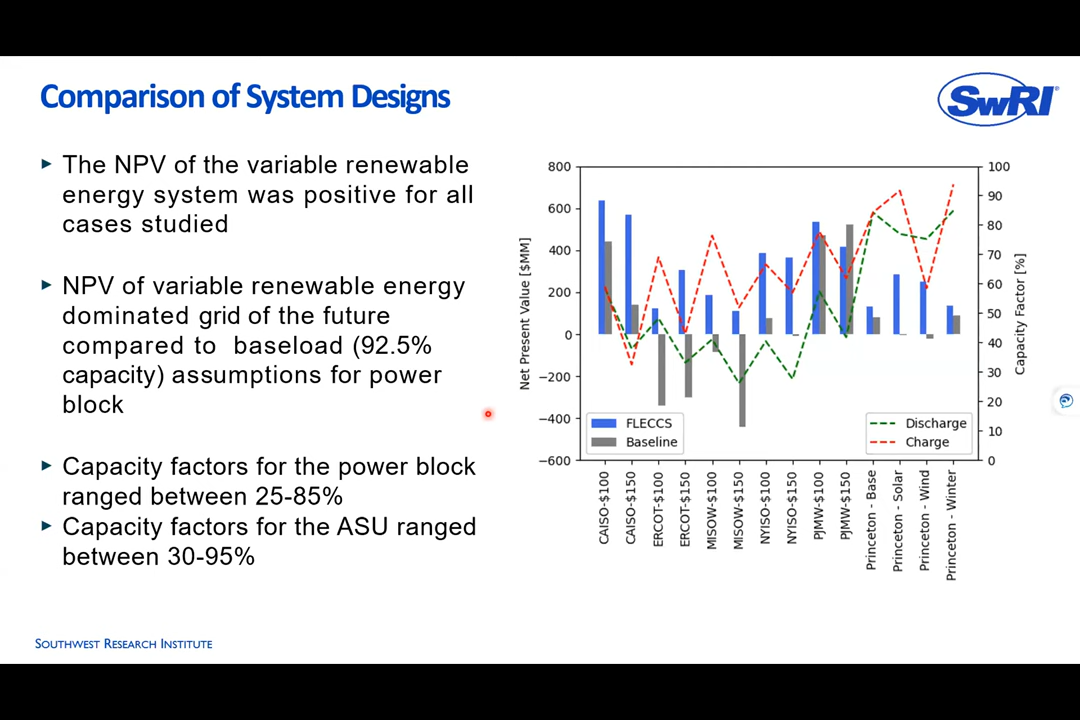 Comparison of System Designs
SwRI®
▸ The NPV of the variable renewable
energy system was positive for all
cases studied
▸ NPV of variable renewable energy
dominated grid of the future
compared to baseload (92.5%
capacity) assumptions for power
block
▸ Capacity factors for the power block
ranged between 25-85%
▸ Capacity factors for the ASU ranged
between 30-95%
Net Present Value [$MM]
800
600
400
200
0
−200
−400
−600
FLECCS
Baseline
Discharge
Charge
100
90
80
70
60
50
40
30
20
10
0
Capacity Factor [%]
CAISO-$100
CAISO-$150
ERCOT-$100
ERCOT-$150
MISOW-$100
MISOW-$150
NYISO-$100
NYISO-$150
PJMW-$100
PJMW-$150
Princeton - Base
Princeton - Solar
Princeton - Wind
Princeton - Winter
SOUTHWEST RESEARCH INSTITUTE